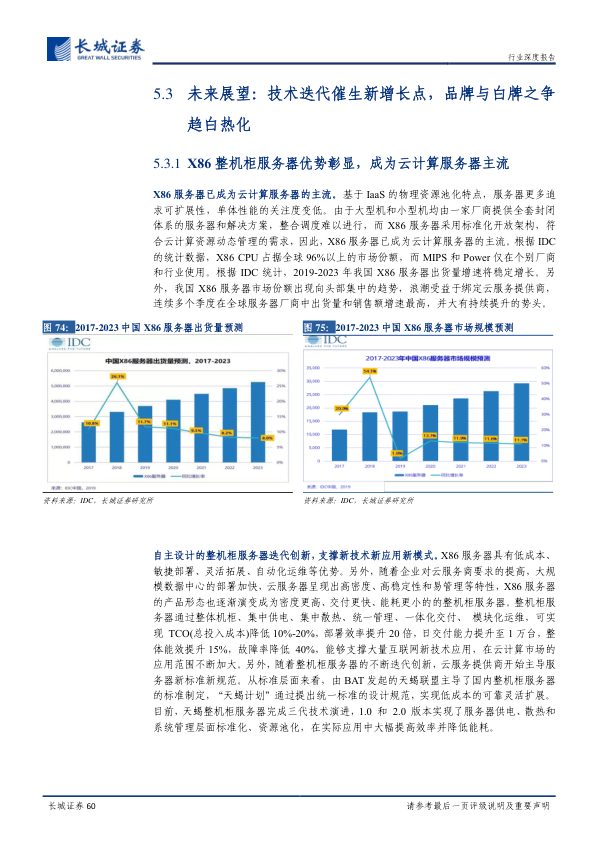 长城证券
GREAT WALL SECURITIES
行业深度报告
5.3 未来展望：技术迭代催生新增长点，品牌与白牌之争
趋白热化
5.3.1 X86 整机柜服务器优势彰显，成为云计算服务器主流
X86 服务器已成为云计算服务器的主流。基于 IaaS 的物理资源池化特点，服务器更多追
求可扩展性，单体性能的关注度变低。由于大型机和小型机均由一家厂商提供全套封闭
体系的服务器和解决方案，整合调度难以进行，而 X86 服务器采用标准化开放架构，符
合云计算资源动态管理的需求，因此，X86 服务器已成为云计算服务器的主流。根据 IDC
的统计数据，X86 CPU 占据全球 96%以上的市场份额，而 MIPS 和 Power 仅在个别厂商
和行业使用。根据 IDC 统计，2019-2023 年我国 X86 服务器出货量增速将稳定增长。另
外，我国 X86 服务器市场份额出现向头部集中的趋势，浪潮受益于绑定云服务提供商，
连续多个季度在全球服务器厂商中出货量和销售额增速最高，并大有持续提升的势头。
图 74： 2017-2023 中国 X86 服务器出货量预测
IDC
中国X86服务器出货量预测，2017-2023
6,000,000
5,000,000
4,000,000
3,000,000
2,000,000
1,000,000
0
30%
25%
20%
15%
10%
5%
0%
10.8%
26.1%
11.7%
11.1%
9.5%
8.2%
8.0%
2017 2018 2019 2020 2021 2022 2023
X86服务器 同比增长率
来源：IDC中国，2019
资料来源：IDC，长城证券研究所
图 75： 2017-2023 中国 X86 服务器市场规模预测
IDC
2017-2023年中国X86服务器市场规模预测
35,000
30,000
25,000
20,000
15,000
10,000
5,000
0
60%
50%
40%
30%
20%
10%
0%
29.9%
54.1%
1.8%
13.1%
11.9%
11.6%
11.1%
2017 2018 2019 2020 2021 2022 2023
X86服务器 同比增长率
资料来源：IDC，长城证券研究所
自主设计的整机柜服务器迭代创新，支撑新技术新应用新模式。X86 服务器具有低成本、
敏捷部署、灵活拓展、自动化运维等优势。另外，随着企业对云服务商要求的提高，大规
模数据中心的部署加快，云服务器呈现出高密度、高稳定性和易管理等特性，X86 服务器
的产品形态也逐渐演变成为密度更高，交付更快、能耗更小的的整机柜服务器。整机柜服
务器通过整体机柜、集中供电、集中散热、统一管理、一体化交付、 模块化运维，可实
现 TCO(总投入成本)降低 10%-20%，部署效率提升 20 倍，日交付能力提升至 1 万台，整
体能效提升 15%，故障率降低 40%，能够支撑大量互联网新技术应用，在云计算市场的
应用范围不断加大。另外，随着整机柜服务器的不断迭代创新，云服务提供商开始主导服
务器新标准新规范。从标准层面来看，由 BAT 发起的天蝎联盟主导了国内整机柜服务器
的标准制定，“天蝎计划”通过提出统一标准的设计规范，实现低成本的可靠灵活扩展。
目前，天蝎整机柜服务器完成三代技术演进，1.0 和 2.0 版本实现了服务器供电、散热和
系统管理层面标准化、资源池化，在实际应用中大幅提高效率并降低能耗。
长城证券 60
请参考最后一页评级说明及重要声明